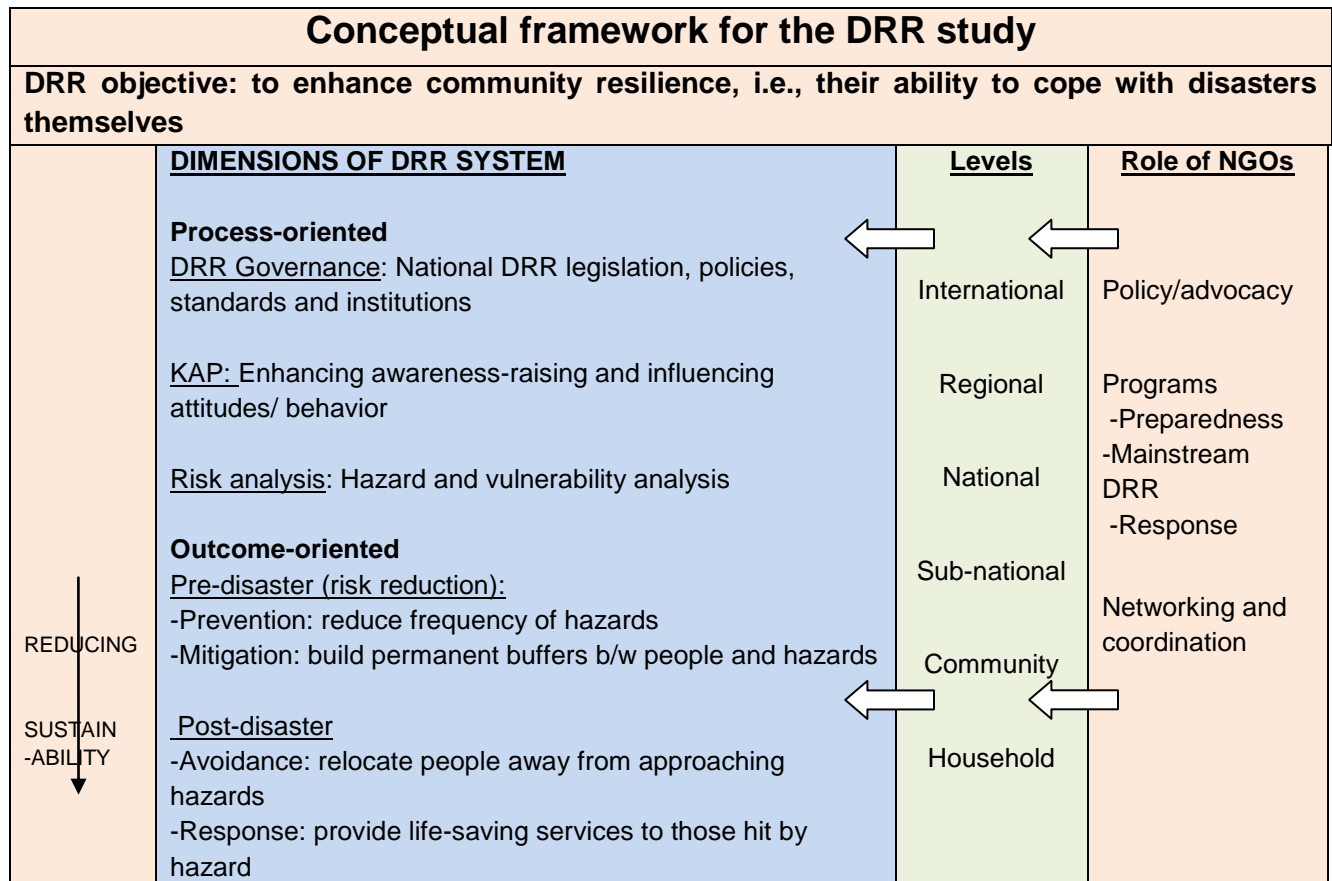 Conceptual framework for the DRR study
DRR objective: to enhance community resilience, i.e., their ability to cope with disasters
themselves
REDUCING
SUSTAIN
-ABILITY
DIMENSIONS OF DRR SYSTEM
Process-oriented
DRR Governance: National DRR legislation, policies,
standards and institutions
KAP: Enhancing awareness-raising and influencing
attitudes/ behavior
Risk analysis: Hazard and vulnerability analysis
Outcome-oriented
Pre-disaster (risk reduction):
-Prevention: reduce frequency of hazards
-Mitigation: build permanent buffers b/w people and hazards
Post-disaster
-Avoidance: relocate people away from approaching
hazards
-Response: provide life-saving services to those hit by
hazard
Levels
International
Regional
National
Sub-national
Community
Household
Role of NGOs
Policy/advocacy
Programs
-Preparedness
-Mainstream
DRR
-Response
Networking and
coordination